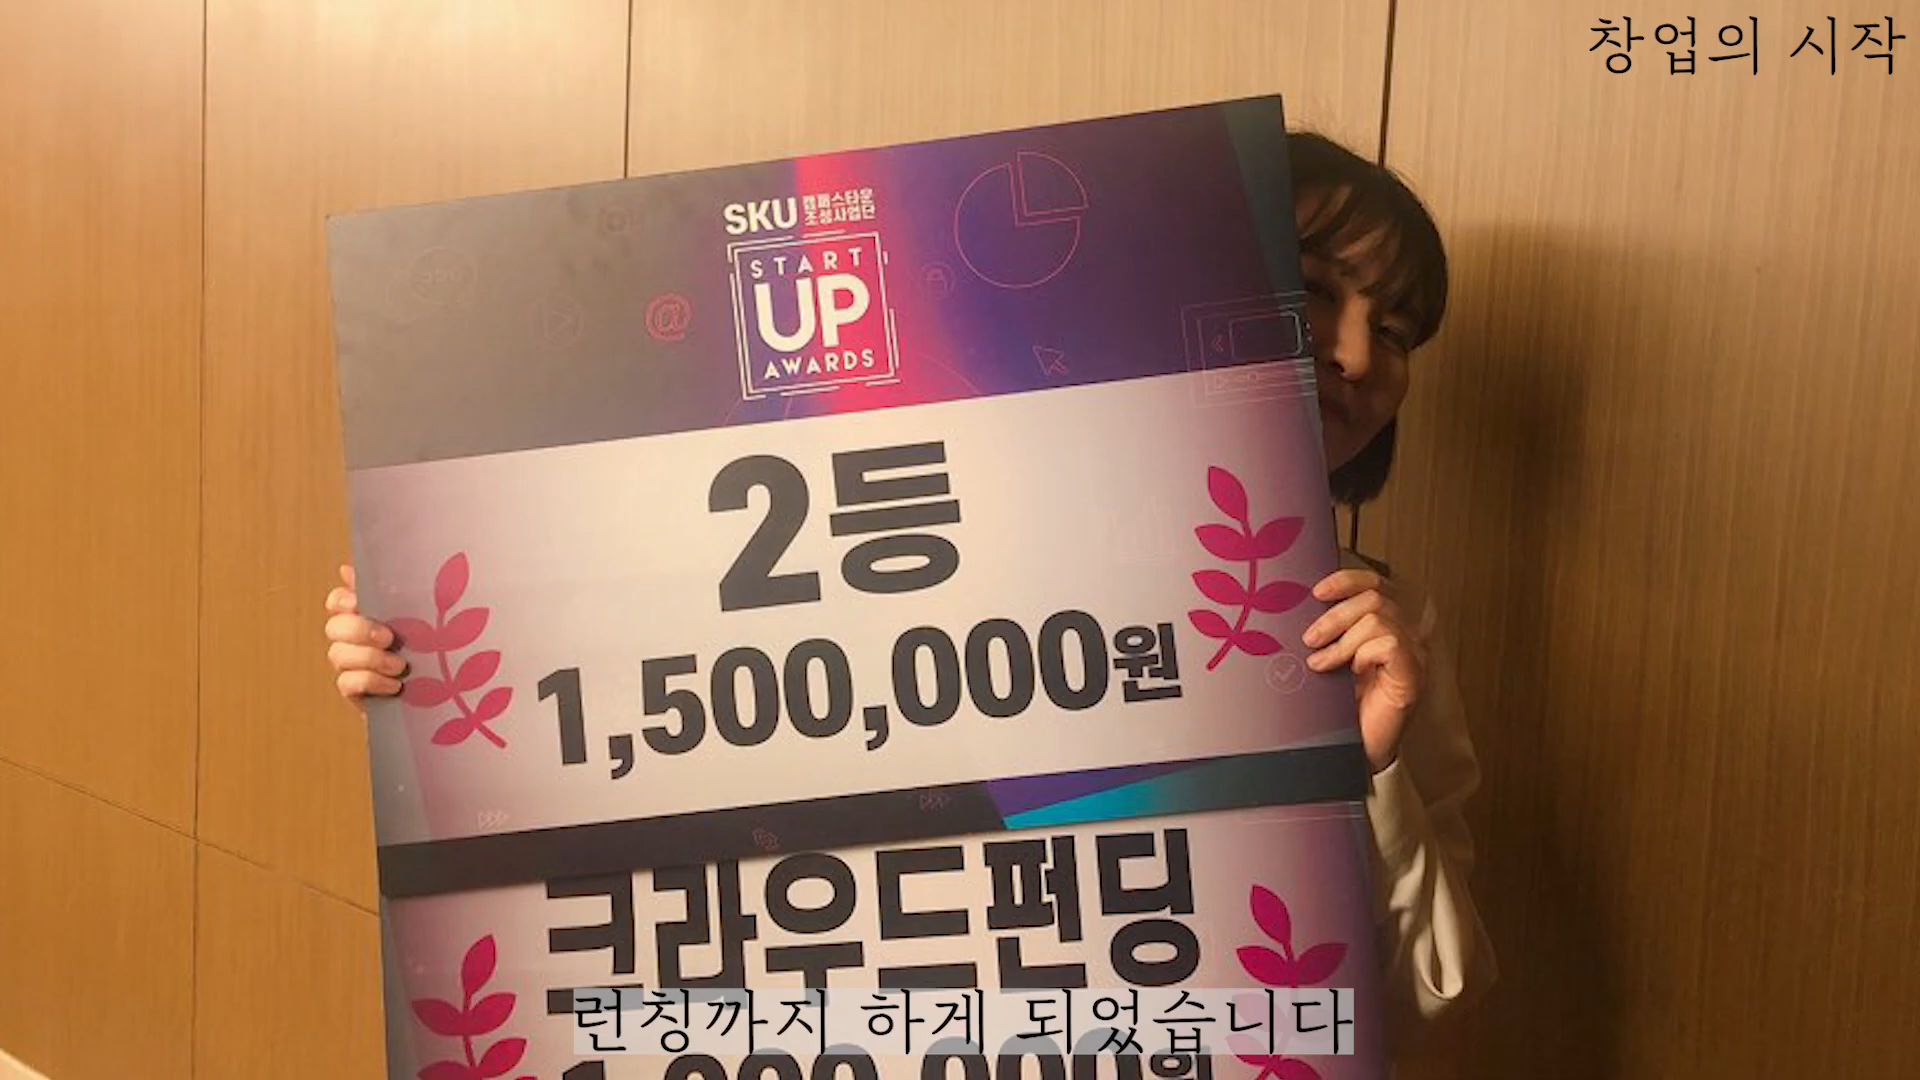 창업의 시작
SKU 캠퍼스타운
조성사업단
START
UP
AWARDS
2등
1,500,000원
크라우드펀딩
런칭까지 하게 되었습니다